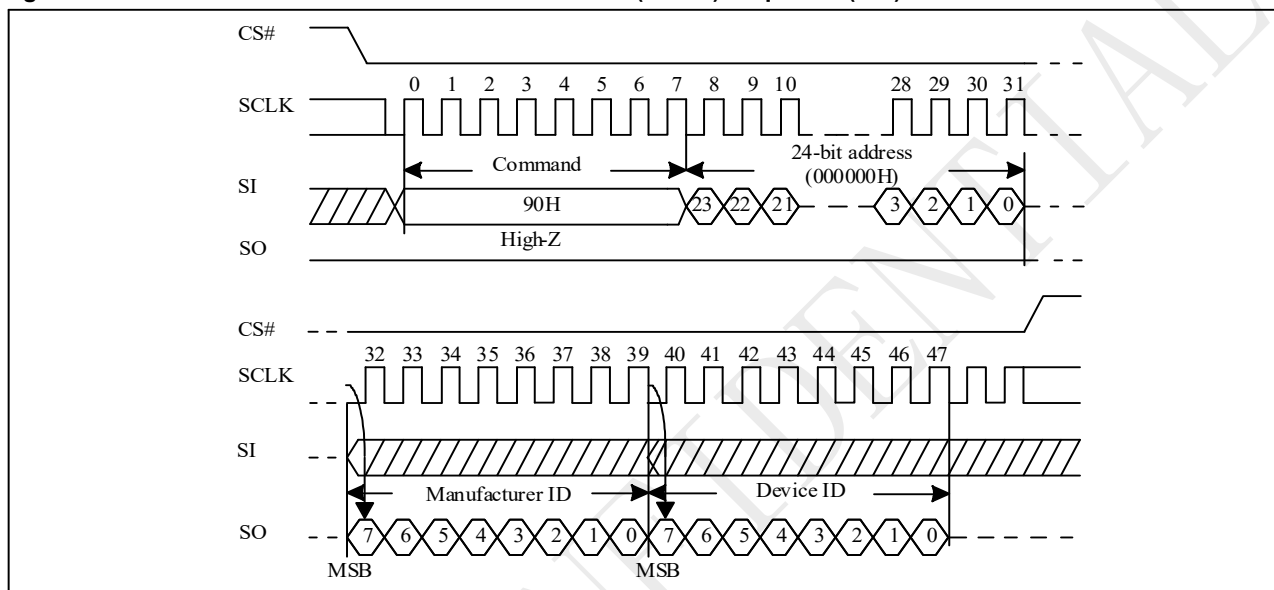 CS#
0 1 2 3 4 5 6 7 8 9 10 28 29 30 31
SCLK
Command 24-bit address
(000000H)
SI
90H 23 22 21 3 2 1 0
High-Z
SO
CS#
32 33 34 35 36 37 38 39 40 41 42 43 44 45 46 47
SCLK
SI
Manufacturer ID Device ID
SO 7 6 5 4 3 2 1 0 7 6 5 4 3 2 1 0
MSB MSB